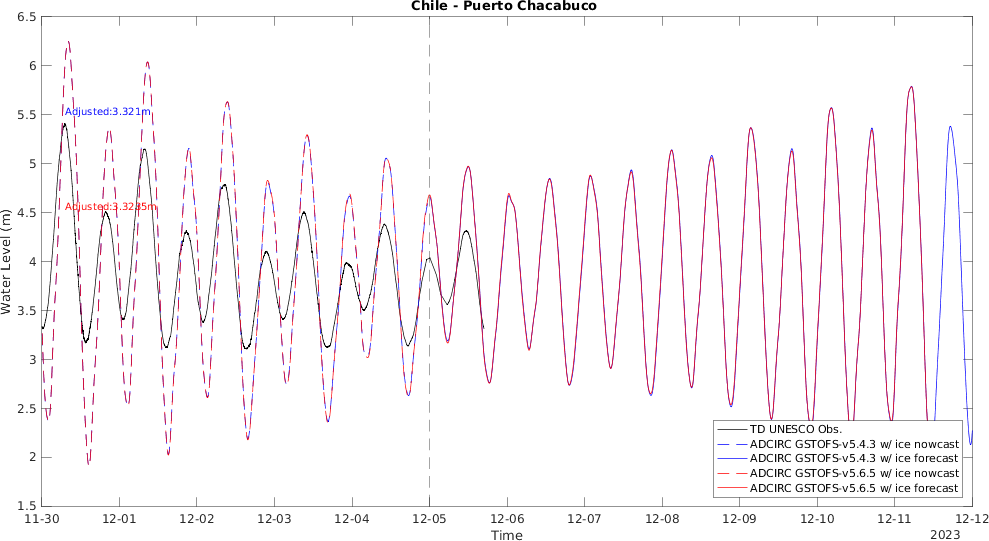 Chile - Puerto Chacabuco
6.5
6
5.5
5
4.5
4
3.5
3
2.5
2
1.5
Water Level (m)
Adjusted:3.321m
Adjusted:3.3235m
TD UNESCO Obs.
ADCIRC GSTOFS-v5.4.3 w/ ice nowcast
ADCIRC GSTOFS-v5.4.3 w/ ice forecast
ADCIRC GSTOFS-v5.6.5 w/ ice nowcast
ADCIRC GSTOFS-v5.6.5 w/ ice forecast
11-30 12-01 12-02 12-03 12-04 12-05 12-06 12-07 12-08 12-09 12-10 12-11 12-12
Time
2023